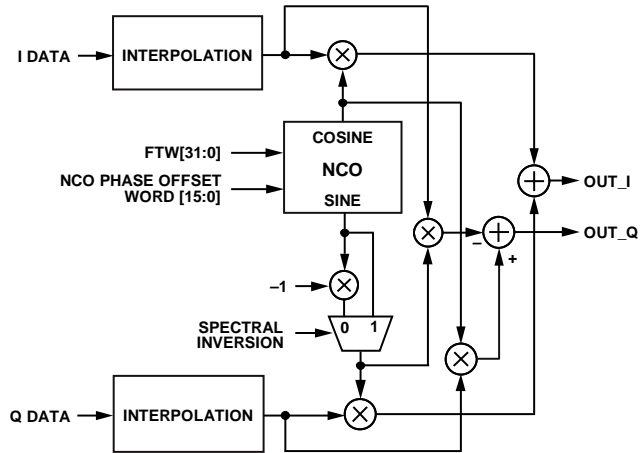 I DATA
INTERPOLATION
COSINE
FTW[31:0]
NCO
NCO PHASE OFFSET
WORD [15:0]
SINE
OUT_I
OUT_Q
–
+
–1
0 1
SPECTRAL
INVERSION
Q DATA
INTERPOLATION